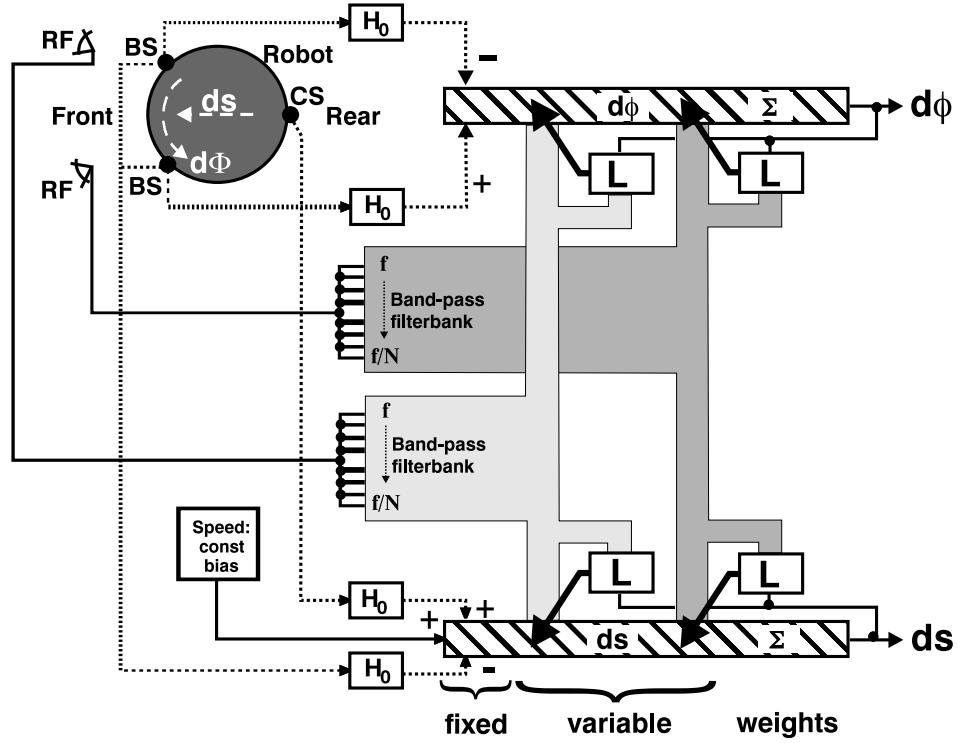 RF
BS
H₀
Robot
–
ds
CS
Front
Rear
dϕ
Σ
dϕ
dΦ
L
L
RF
BS
H₀
+
f
Band-pass
filterbank
f/N
f
Band-pass
filterbank
f/N
Speed:
const
bias
L
L
H₀
+
+
ds
Σ
ds
H₀
-
fixed
variable
weights